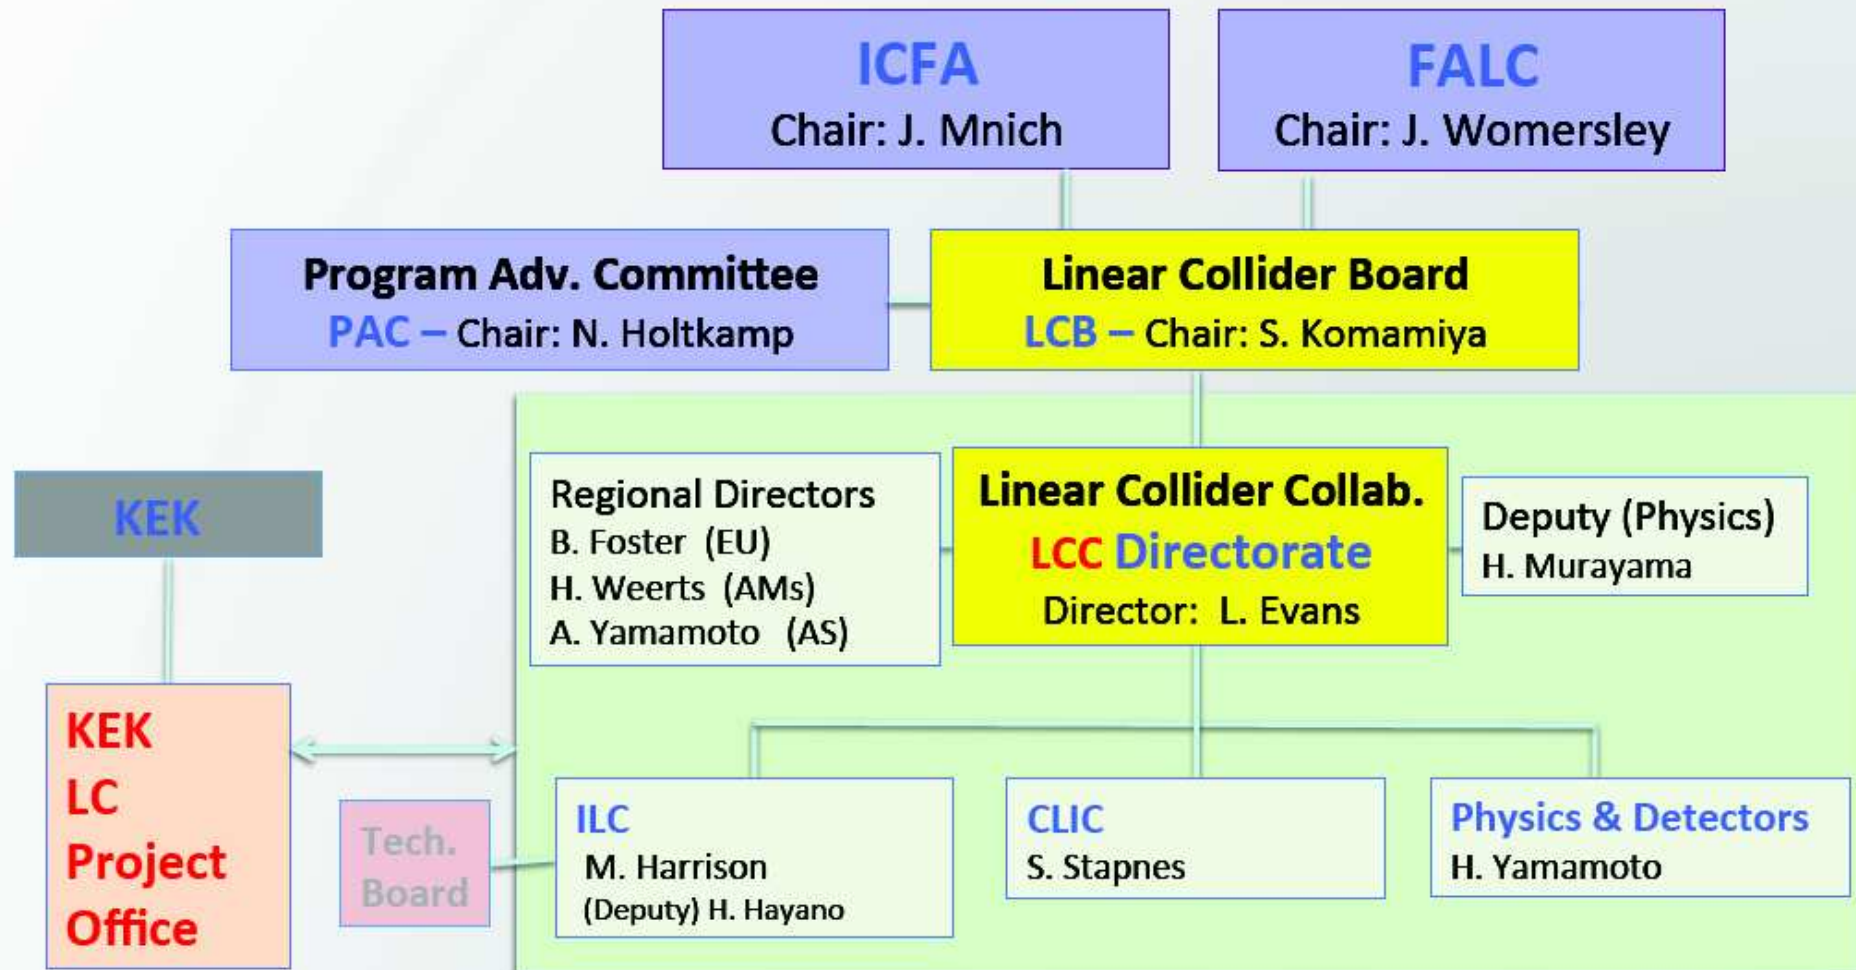 ICFA
Chair: J. Mnich
FALC
Chair: J. Womersley
Program Adv. Committee
PAC – Chair: N. Holtkamp
Linear Collider Board
LCB – Chair: S. Komamiya
KEK
Regional Directors
B. Foster (EU)
H. Weerts (AMs)
A. Yamamoto (AS)
Linear Collider Collab.
LCC Directorate
Director: L. Evans
Deputy (Physics)
H. Murayama
KEK
LC
Project
Office
Tech.
Board
ILC
M. Harrison
(Deputy) H. Hayano
CLIC
S. Stapnes
Physics & Detectors
H. Yamamoto